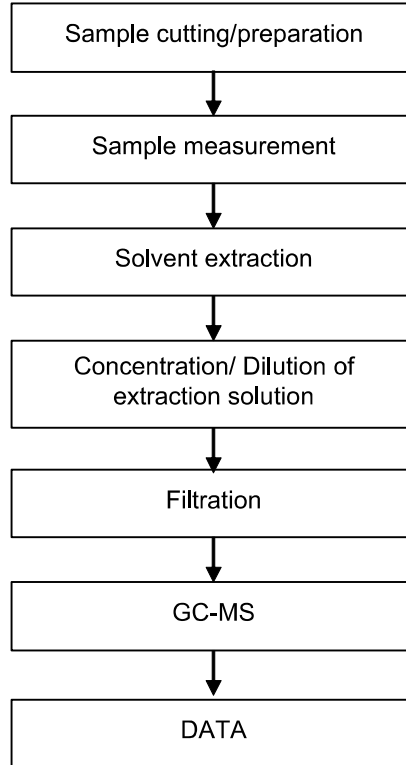 Sample cutting/preparation
Sample measurement
Solvent extraction
Concentration/ Dilution of
extraction solution
Filtration
GC-MS
DATA